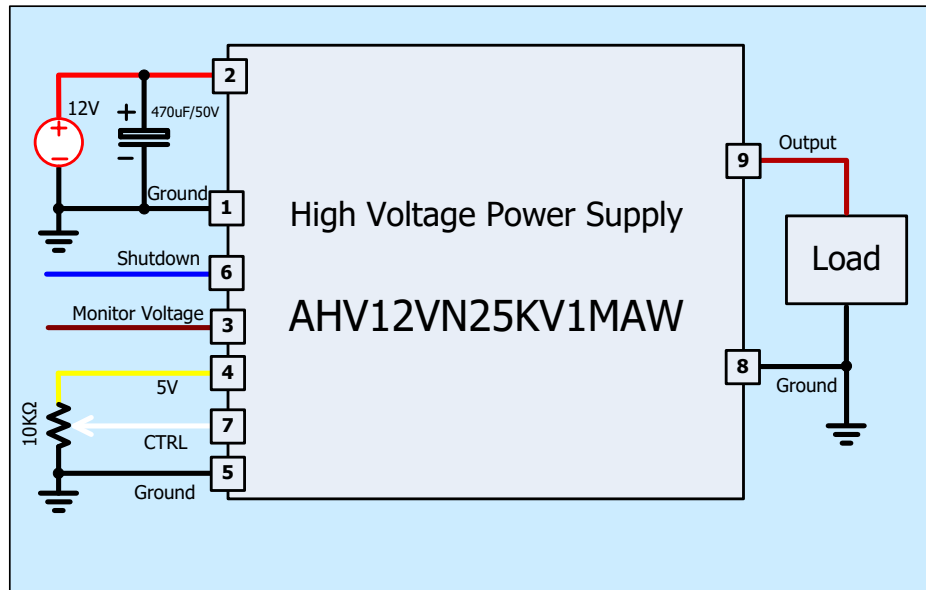 2
12V
+
470uF/50V
+
−
−
Ground
1
Shutdown
6
Monitor Voltage
3
4
5V
10KΩ
7
CTRL
5
Ground
High Voltage Power Supply
AHV12VN25KV1MAW
9
Output
Load
8
Ground